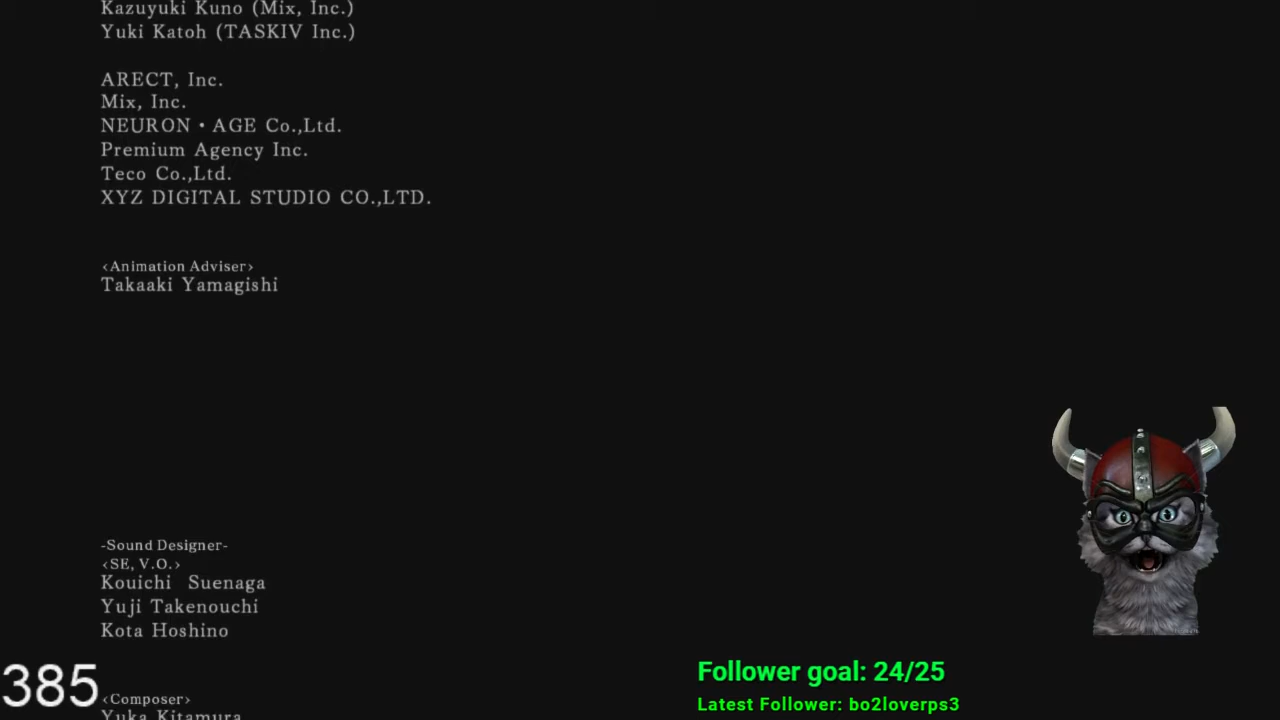 Kazuyuki Kuno (Mix, Inc.)
Yuki Katoh (TASKIV Inc.)
ARECT, Inc.
Mix, Inc.
NEURON・AGE Co.,Ltd.
Premium Agency Inc.
Teco Co.,Ltd.
XYZ DIGITAL STUDIO CO.,LTD.
<Animation Adviser>
Takaaki Yamagishi
-Sound Designer-
<SE, V.O.>
Kouichi Suenaga
Yuji Takenouchi
Kota Hoshino
385
<Composer>
Yuka Kitamura
Follower goal: 24/25
Latest Follower: bo2loverps3